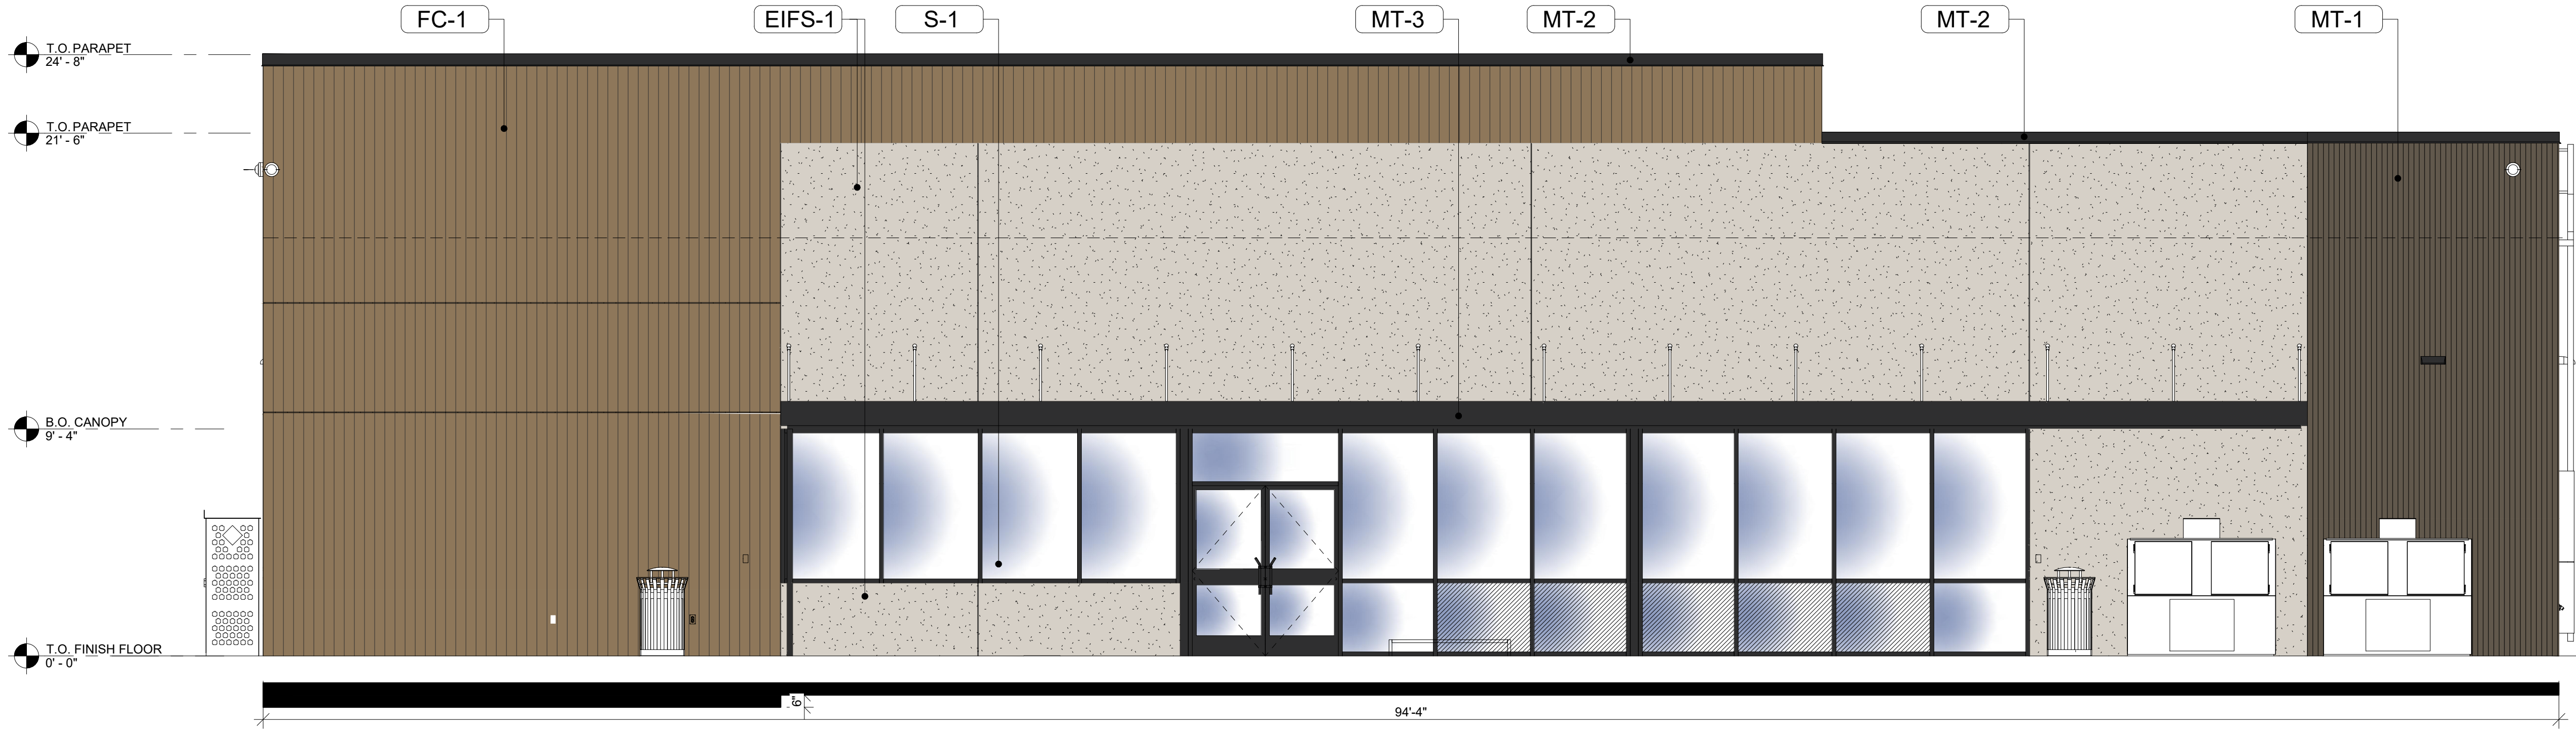 FC-1
EIFS-1
S-1
MT-3
MT-2
MT-2
MT-1
T.O. PARAPET
24' - 8"
T.O. PARAPET
21' - 6"
B.O. CANOPY
9' - 4"
T.O. FINISH FLOOR
0' - 0"
6"
94'-4"